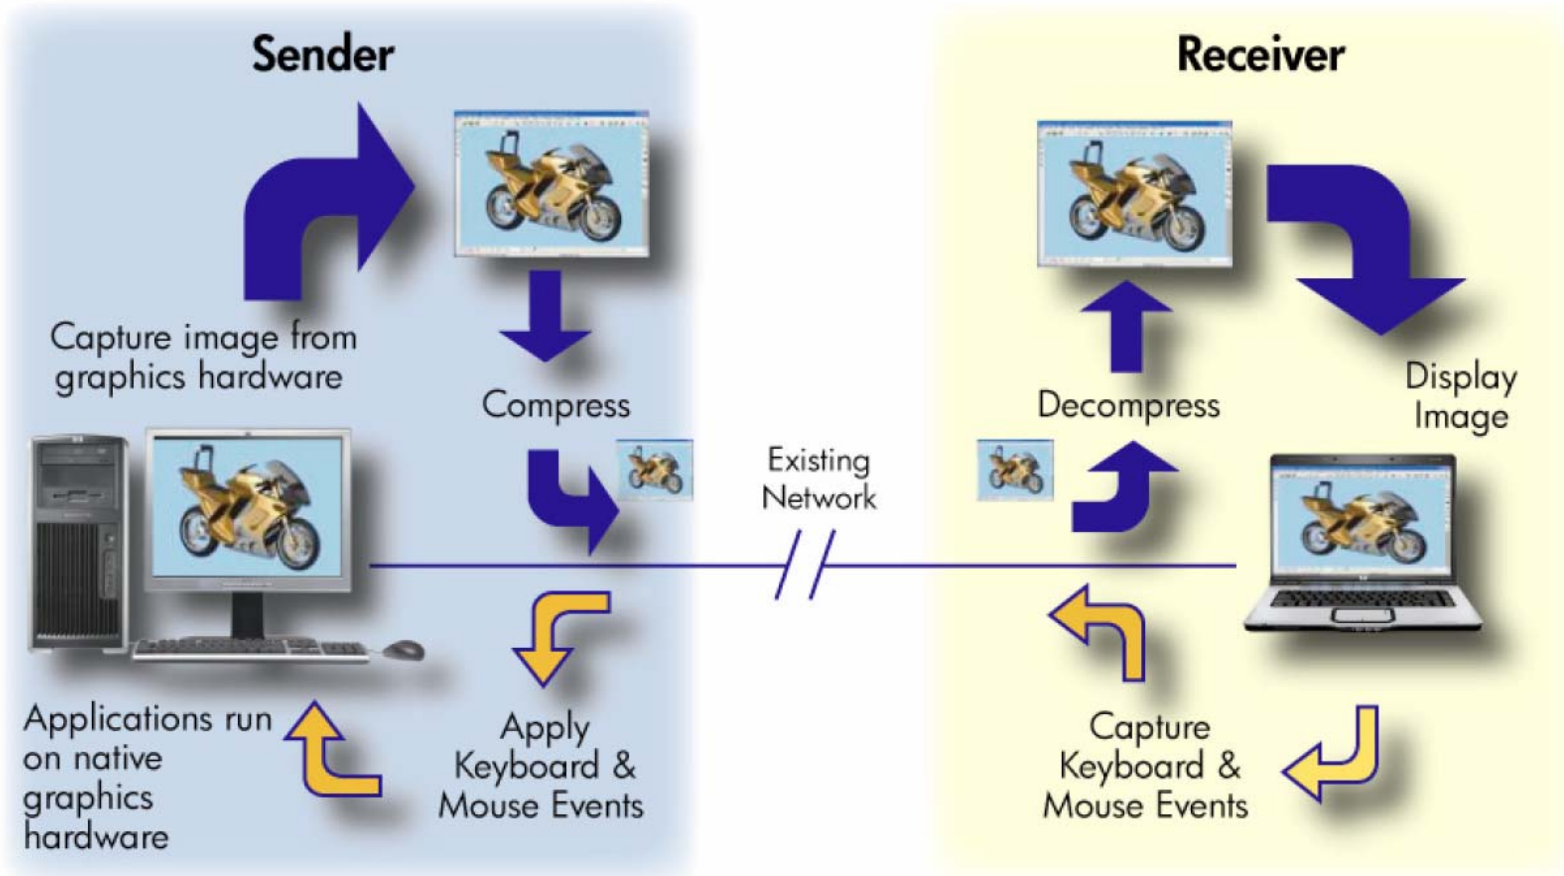 Sender
Receiver
Capture image from
graphics hardware
Compress
Existing
Network
Decompress
Display
Image
Applications run
on native
graphics
hardware
Apply
Keyboard &
Mouse Events
Capture
Keyboard &
Mouse Events